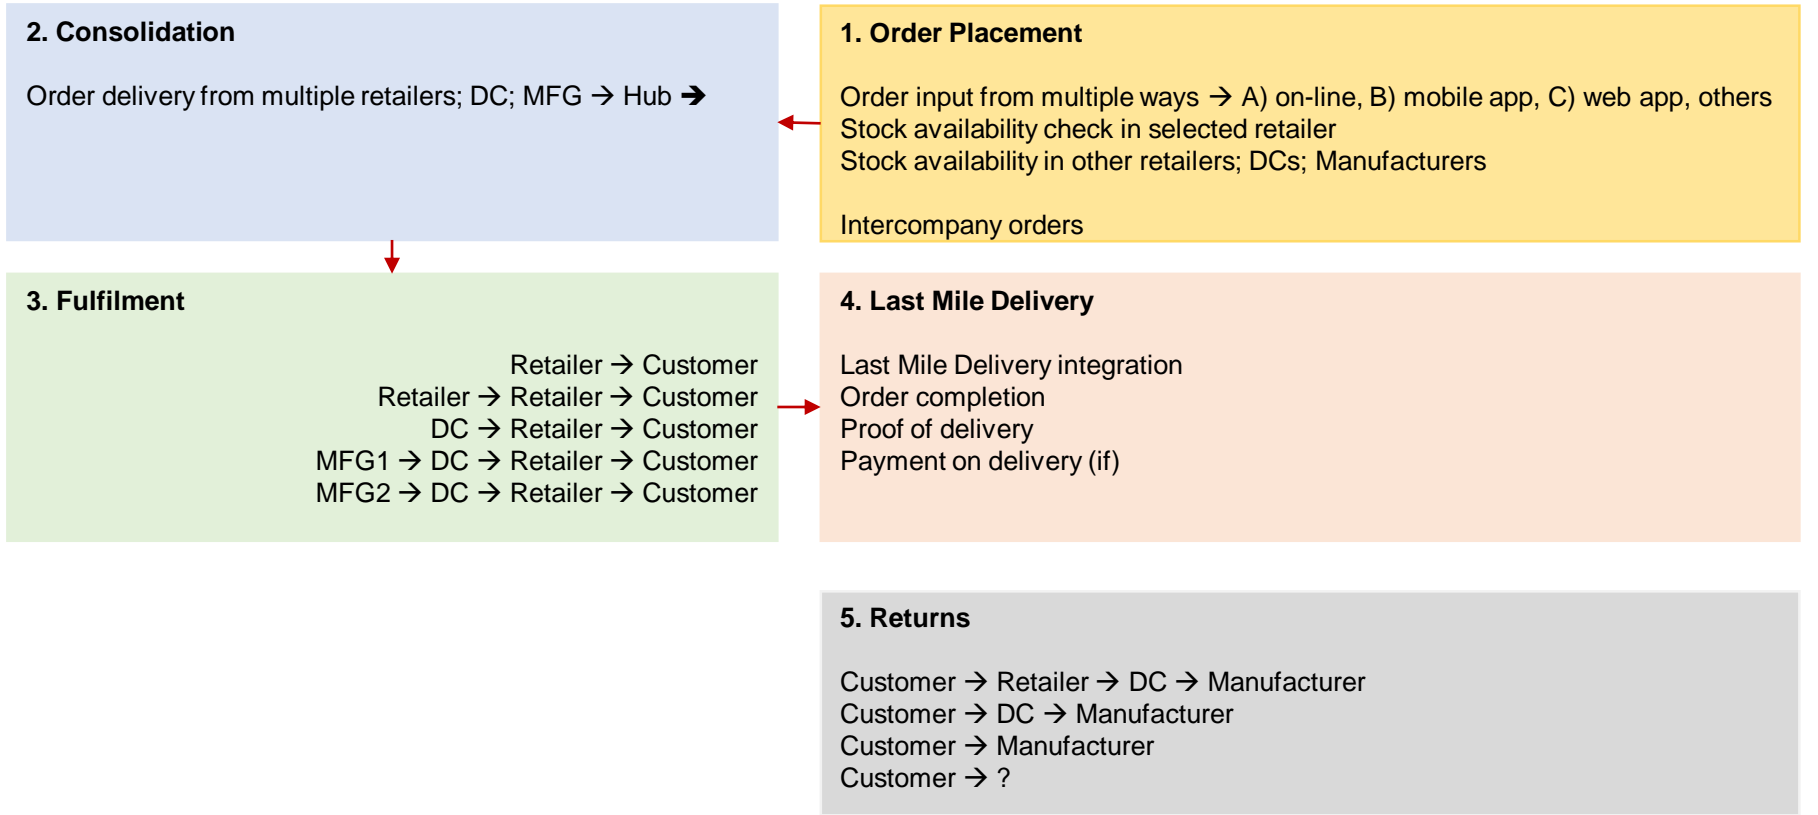 2. Consolidation
Order delivery from multiple retailers; DC; MFG → Hub ➔
1. Order Placement
Order input from multiple ways → A) on-line, B) mobile app, C) web app, others
Stock availability check in selected retailer
Stock availability in other retailers; DCs; Manufacturers
Intercompany orders
3. Fulfilment
Retailer → Customer
Retailer → Retailer → Customer
DC → Retailer → Customer
MFG1 → DC → Retailer → Customer
MFG2 → DC → Retailer → Customer
4. Last Mile Delivery
Last Mile Delivery integration
Order completion
Proof of delivery
Payment on delivery (if)
5. Returns
Customer → Retailer → DC → Manufacturer
Customer → DC → Manufacturer
Customer → Manufacturer
Customer → ?